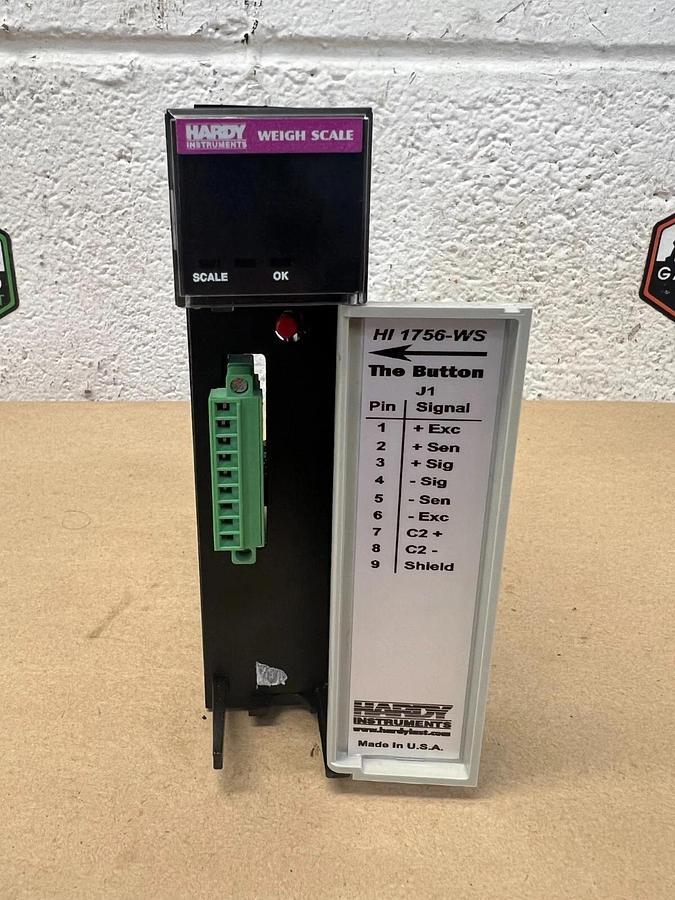 HARDY INSTRUMENTS WEIGH SCALE
SCALE OK
HI 1756-WS
The Button
J1
Pin Signal
1 + Exc
2 + Sen
3 + Sig
4 - Sig
5 - Sen
6 - Exc
7 C2 +
8 C2 -
9 Shield
HARDY
INSTRUMENTS
www.hardyinst.com
Made In U.S.A.